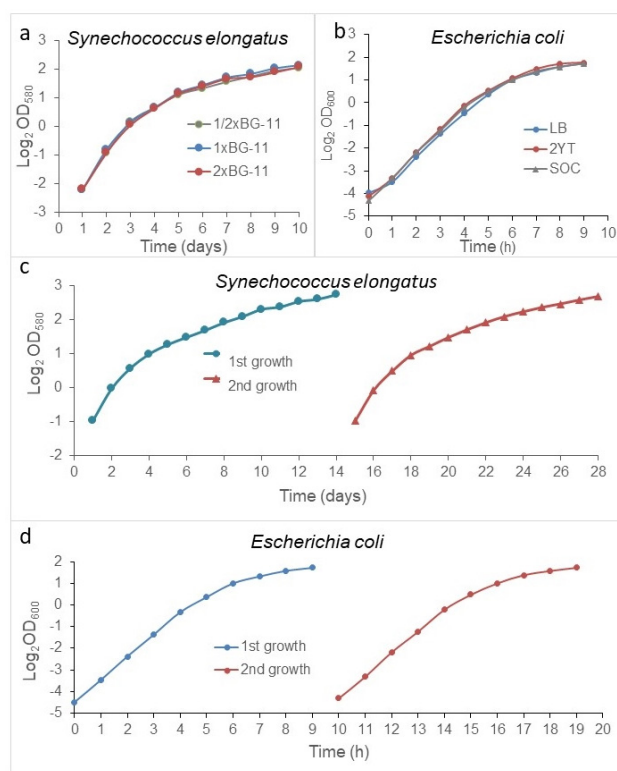 a
Synechococcus elongatus
Log2 OD580
3
2
1
0
-1
-2
-3
1/2xBG-11
1xBG-11
2xBG-11
0 1 2 3 4 5 6 7 8 9 10
Time (days)
b
Escherichia coli
Log2 OD600
2
1
0
-1
-2
-3
-4
-5
LB
2YT
SOC
0 1 2 3 4 5 6 7 8 9 10
Time (h)
c
Synechococcus elongatus
Log2 OD580
3
2
1
0
-1
-2
1st growth
2nd growth
0 2 4 6 8 10 12 14 16 18 20 22 24 26 28
Time (days)
d
Escherichia coli
Log2OD600
2
1
0
-1
-2
-3
-4
-5
1st growth
2nd growth
0 1 2 3 4 5 6 7 8 9 10 11 12 13 14 15 16 17 18 19 20
Time (h)